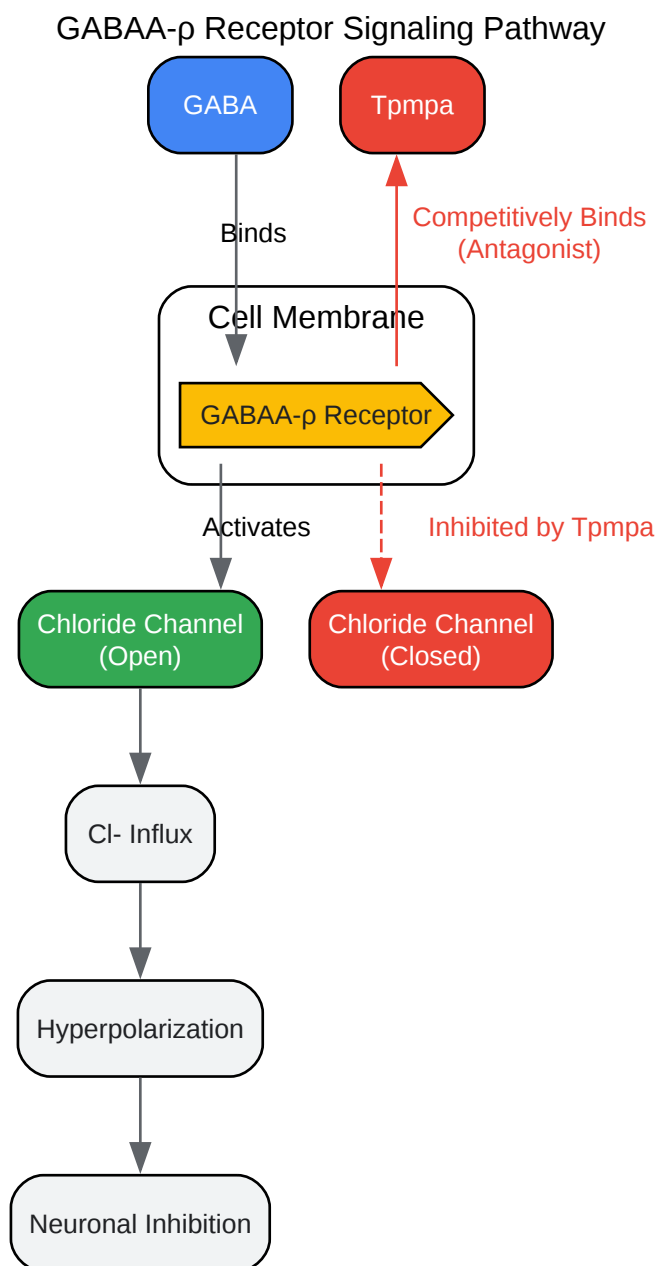 GABAA-ρ Receptor Signaling Pathway
GABA
Tpmpa
Binds
Competitively Binds
(Antagonist)
Cell Membrane
GABAA-ρ Receptor
Activates
Inhibited by Tpmpa
Chloride Channel
(Open)
Chloride Channel
(Closed)
Cl- Influx
Hyperpolarization
Neuronal Inhibition